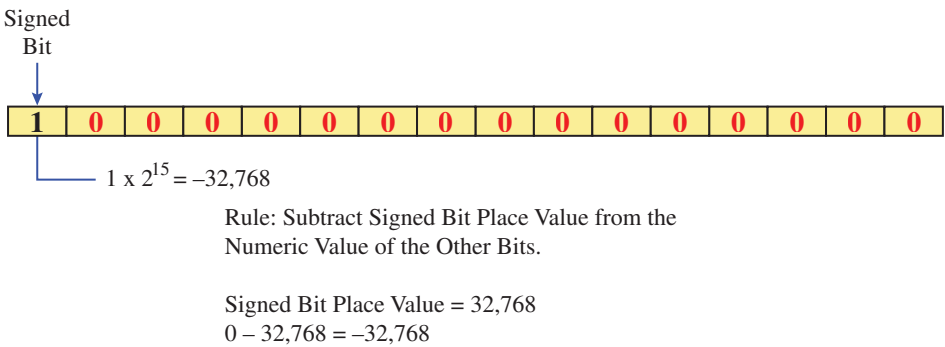 Signed
Bit
1 0 0 0 0 0 0 0 0 0 0 0 0 0 0 0
1 x 2^15 = –32,768
Rule: Subtract Signed Bit Place Value from the
Numeric Value of the Other Bits.
Signed Bit Place Value = 32,768
0 – 32,768 = –32,768